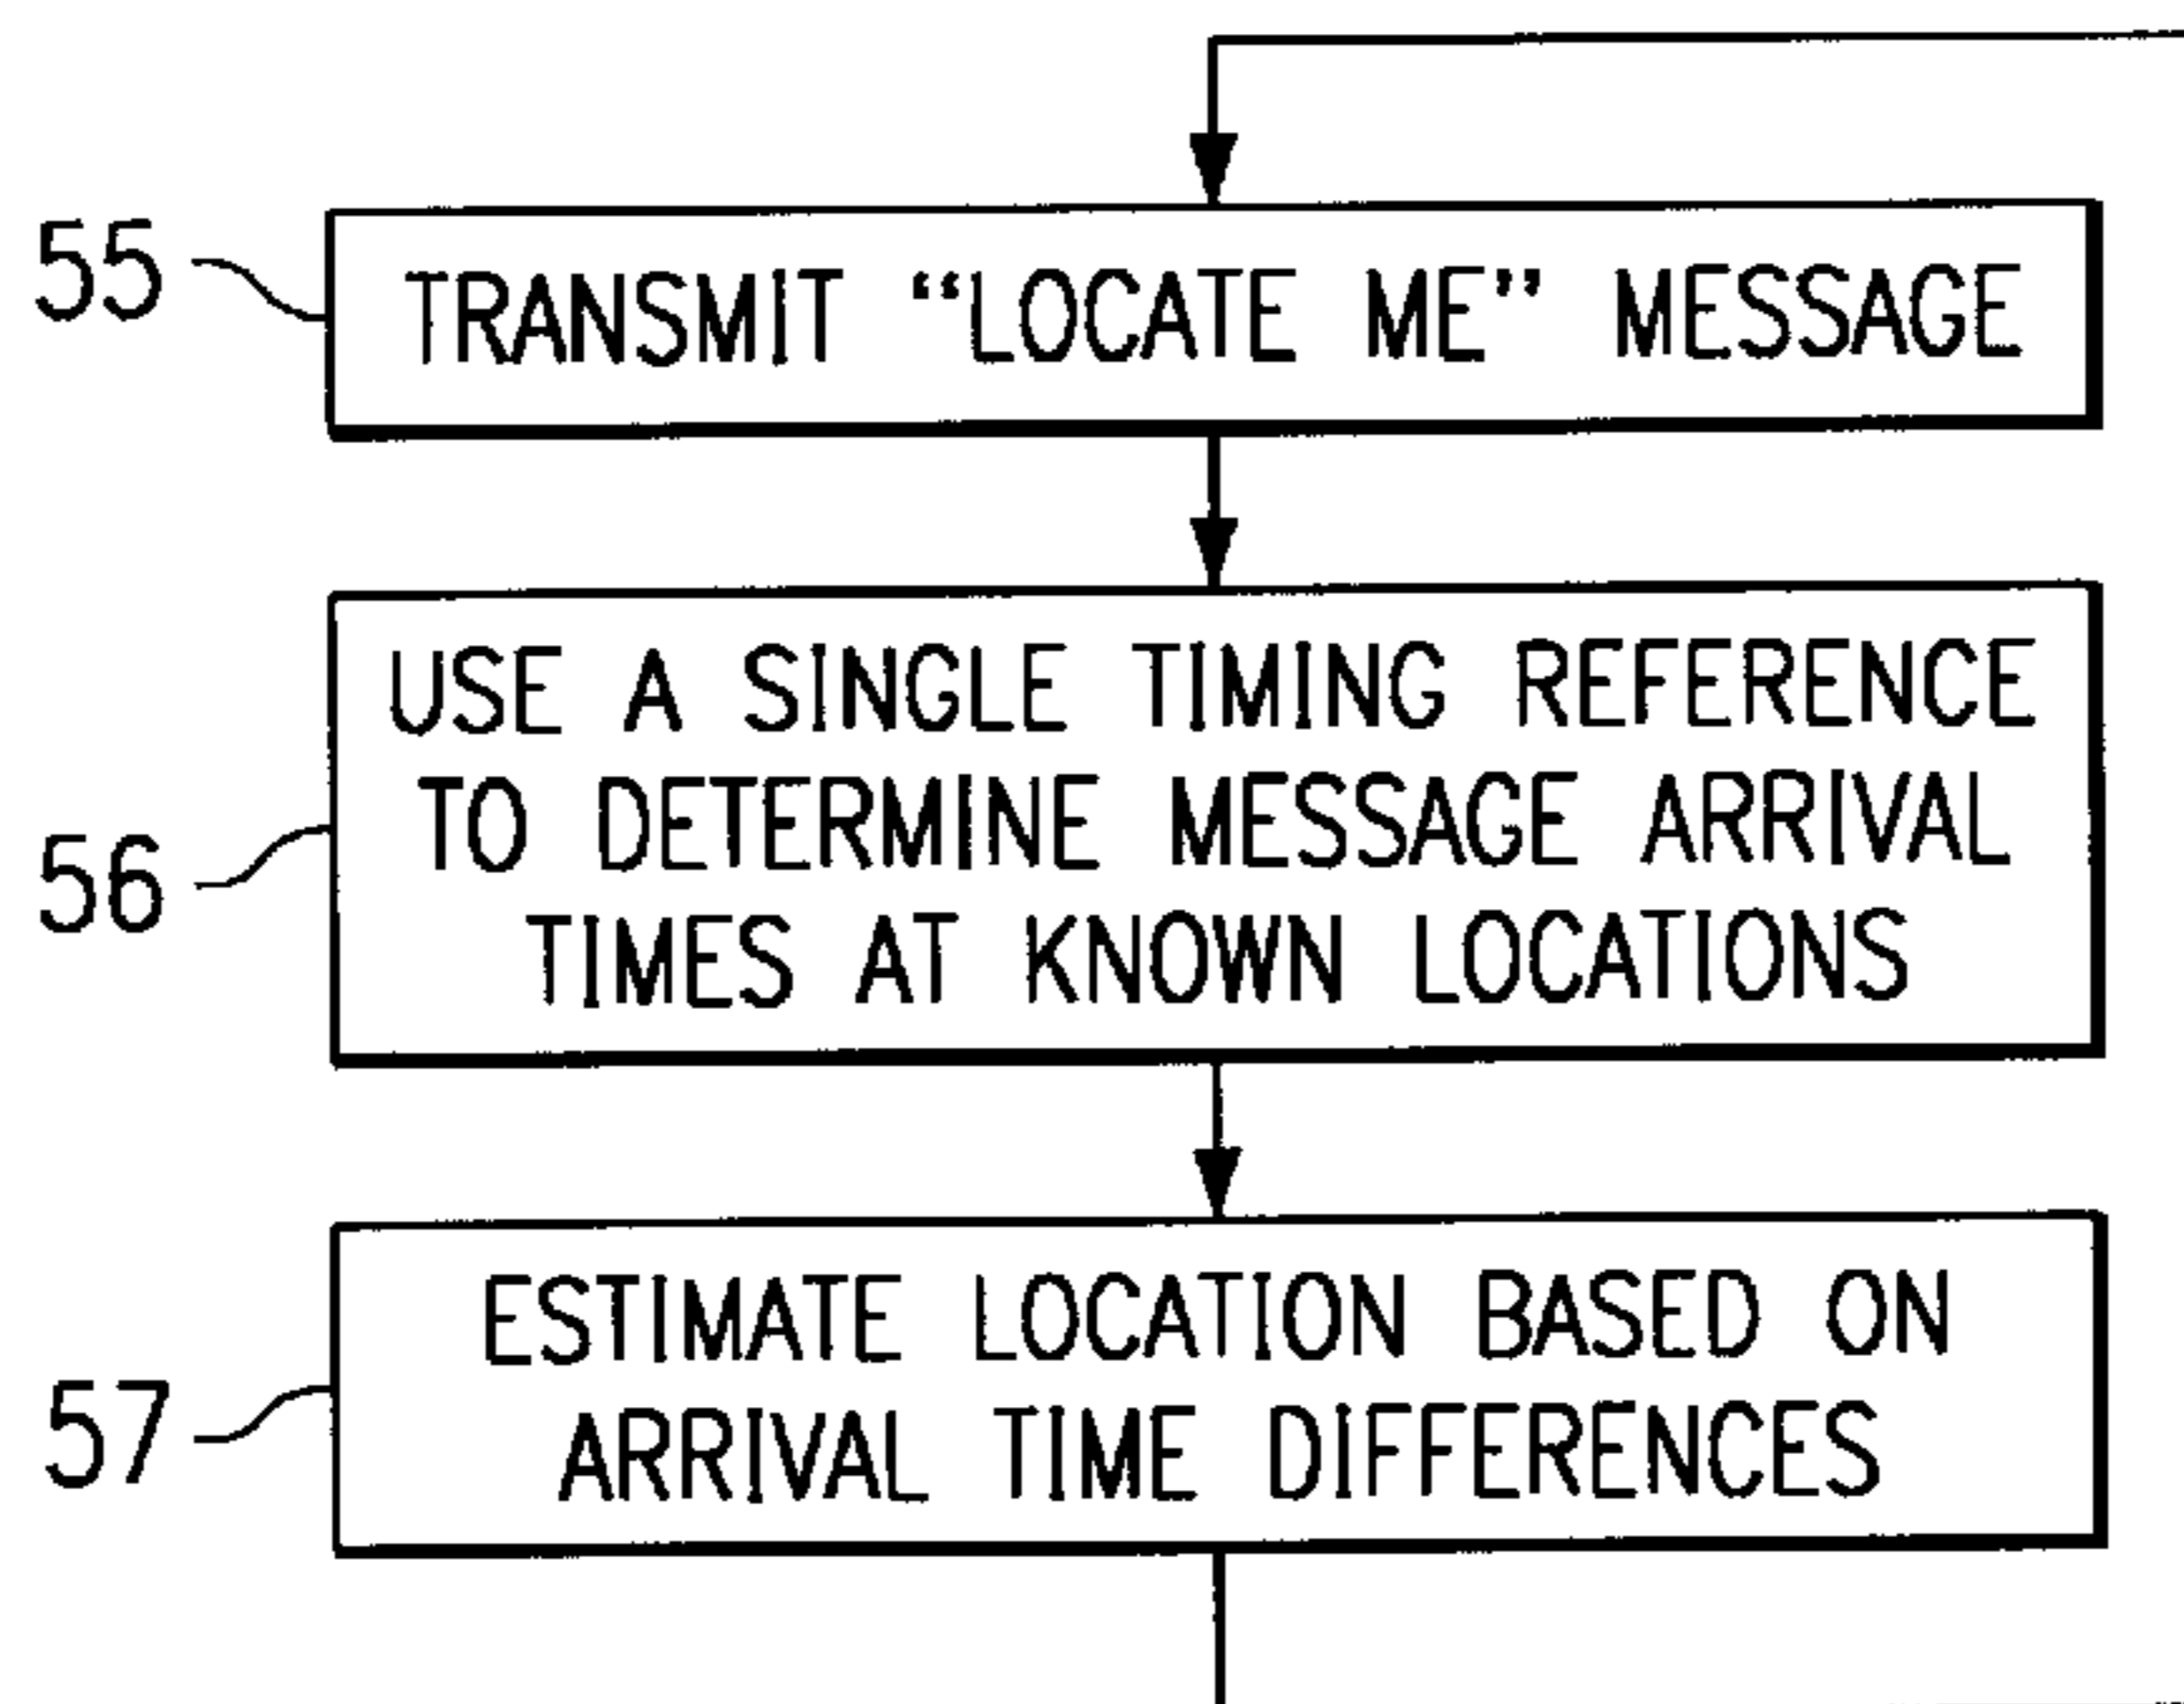 55
TRANSMIT “LOCATE ME” MESSAGE
56
USE A SINGLE TIMING REFERENCE
TO DETERMINE MESSAGE ARRIVAL
TIMES AT KNOWN LOCATIONS
57
ESTIMATE LOCATION BASED ON
ARRIVAL TIME DIFFERENCES